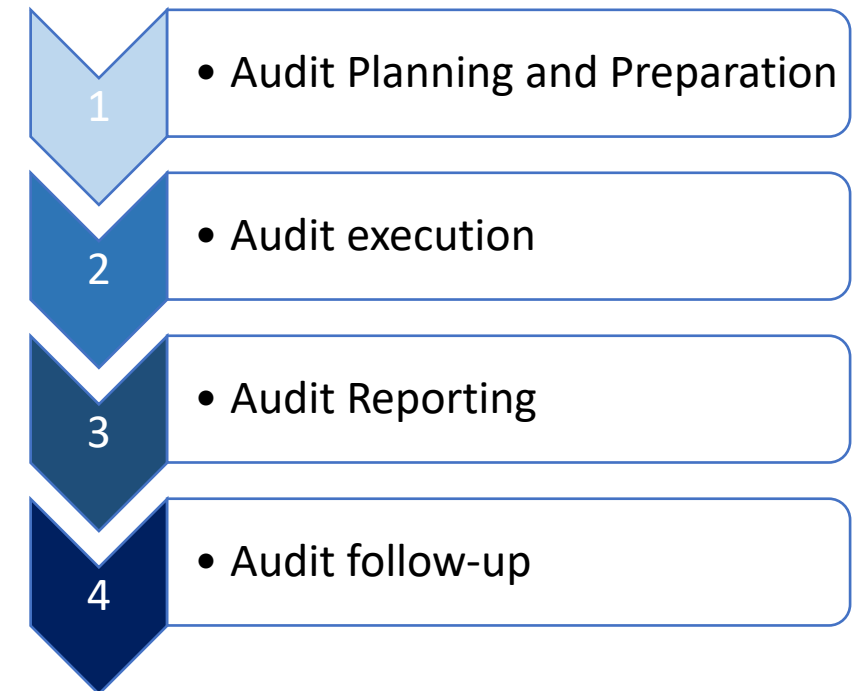 1
• Audit Planning and Preparation
2
• Audit execution
3
• Audit Reporting
4
• Audit follow-up